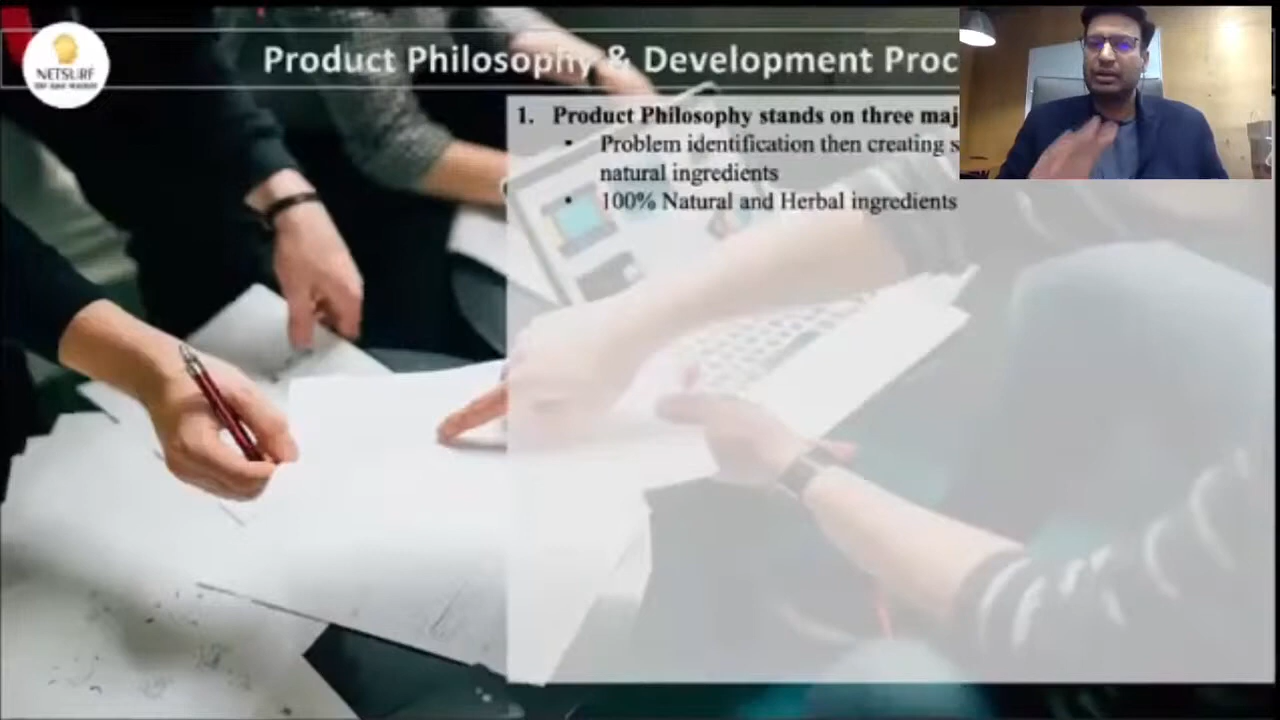 NETSURF
Product Philosophy & Development Proc
1. Product Philosophy stands on three maj
• Problem identification then creating s
natural ingredients
• 100% Natural and Herbal ingredients